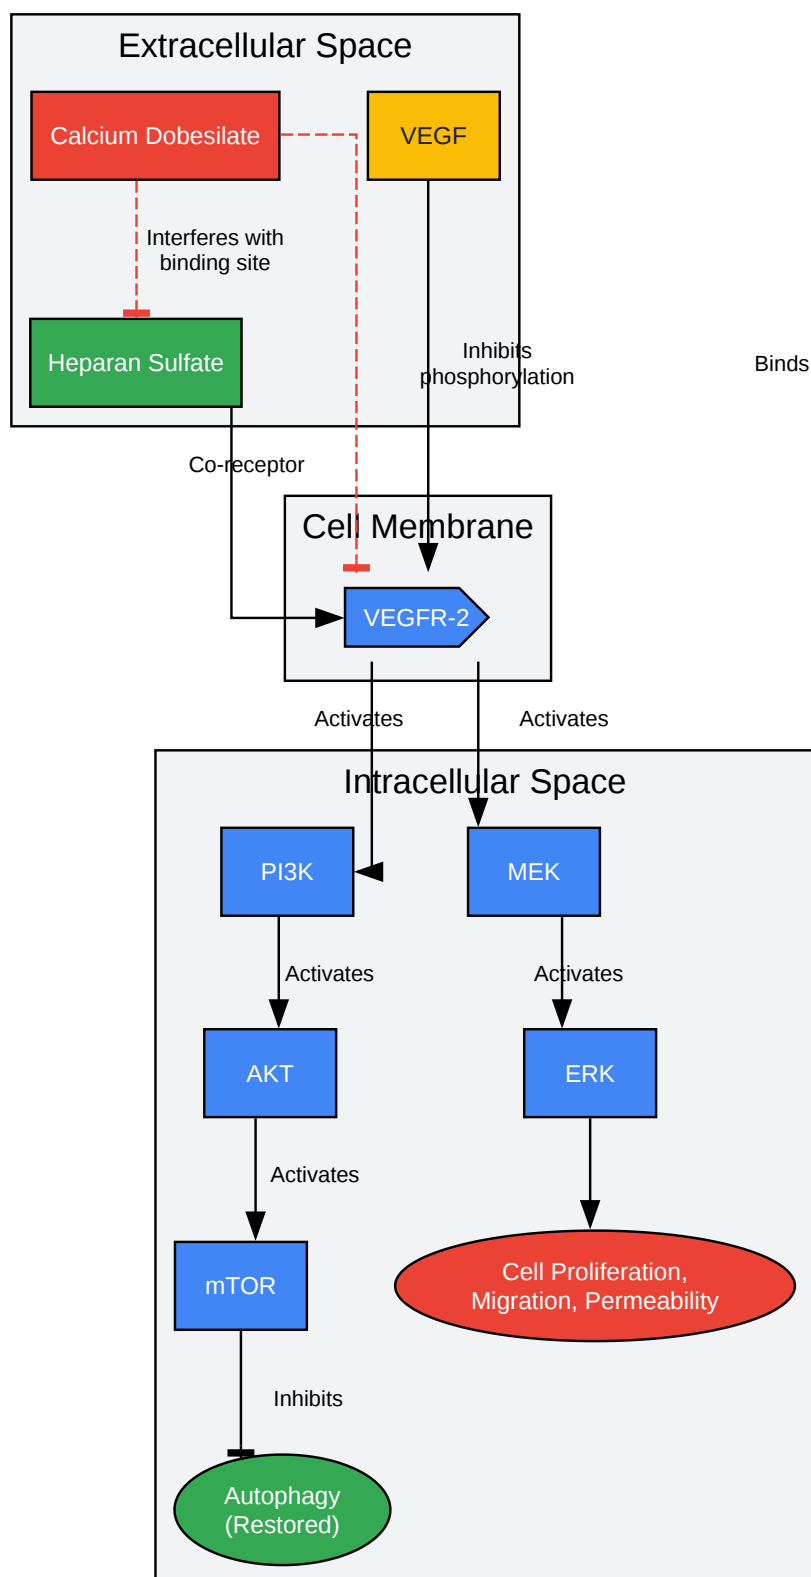 Extracellular Space
Calcium Dobesilate
VEGF
Interferes with
binding site
Heparan Sulfate
Inhibits
phosphorylation
Binds
Co-receptor
Cell Membrane
VEGFR-2
Activates
Activates
Intracellular Space
PI3K
MEK
Activates
Activates
AKT
ERK
Activates
mTOR
Cell Proliferation,
Migration, Permeability
Inhibits
Autophagy
(Restored)